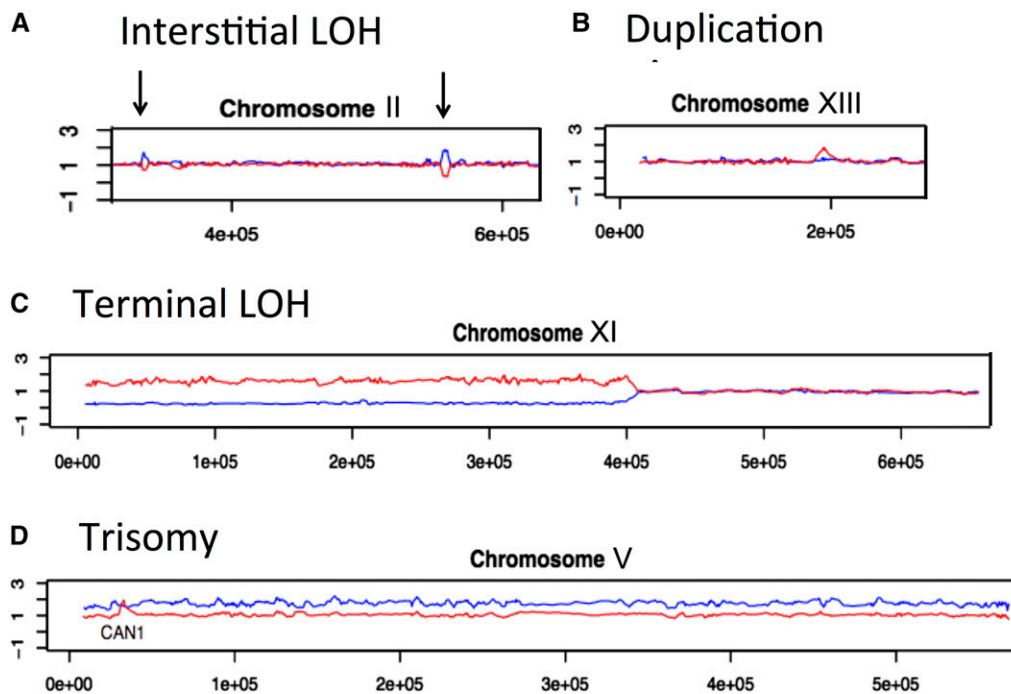 A Interstitial LOH
Chromosome II
3
1
-1
4e+05 6e+05
B Duplication
Chromosome XIII
3
1
-1
0e+00 2e+05
C Terminal LOH
Chromosome XI
3
1
-1
0e+00 1e+05 2e+05 3e+05 4e+05 5e+05 6e+05
D Trisomy
Chromosome V
3
1
-1
CAN1
0e+00 1e+05 2e+05 3e+05 4e+05 5e+05